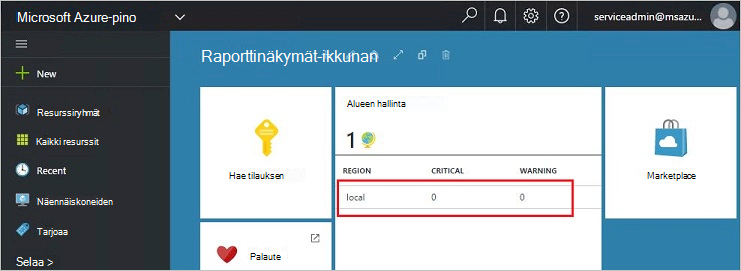 Microsoft Azure-pino
serviceadmin@msazu...
New
Resurssiryhmät
Kaikki resurssit
Recent
Näennäiskoneiden
Tarjoaa
Selaa >
Raporttinäkymät-ikkunan
Hae tilauksen
Palaute
Alueen hallinta
1
REGION CRITICAL WARNING
local 0 0
Marketplace